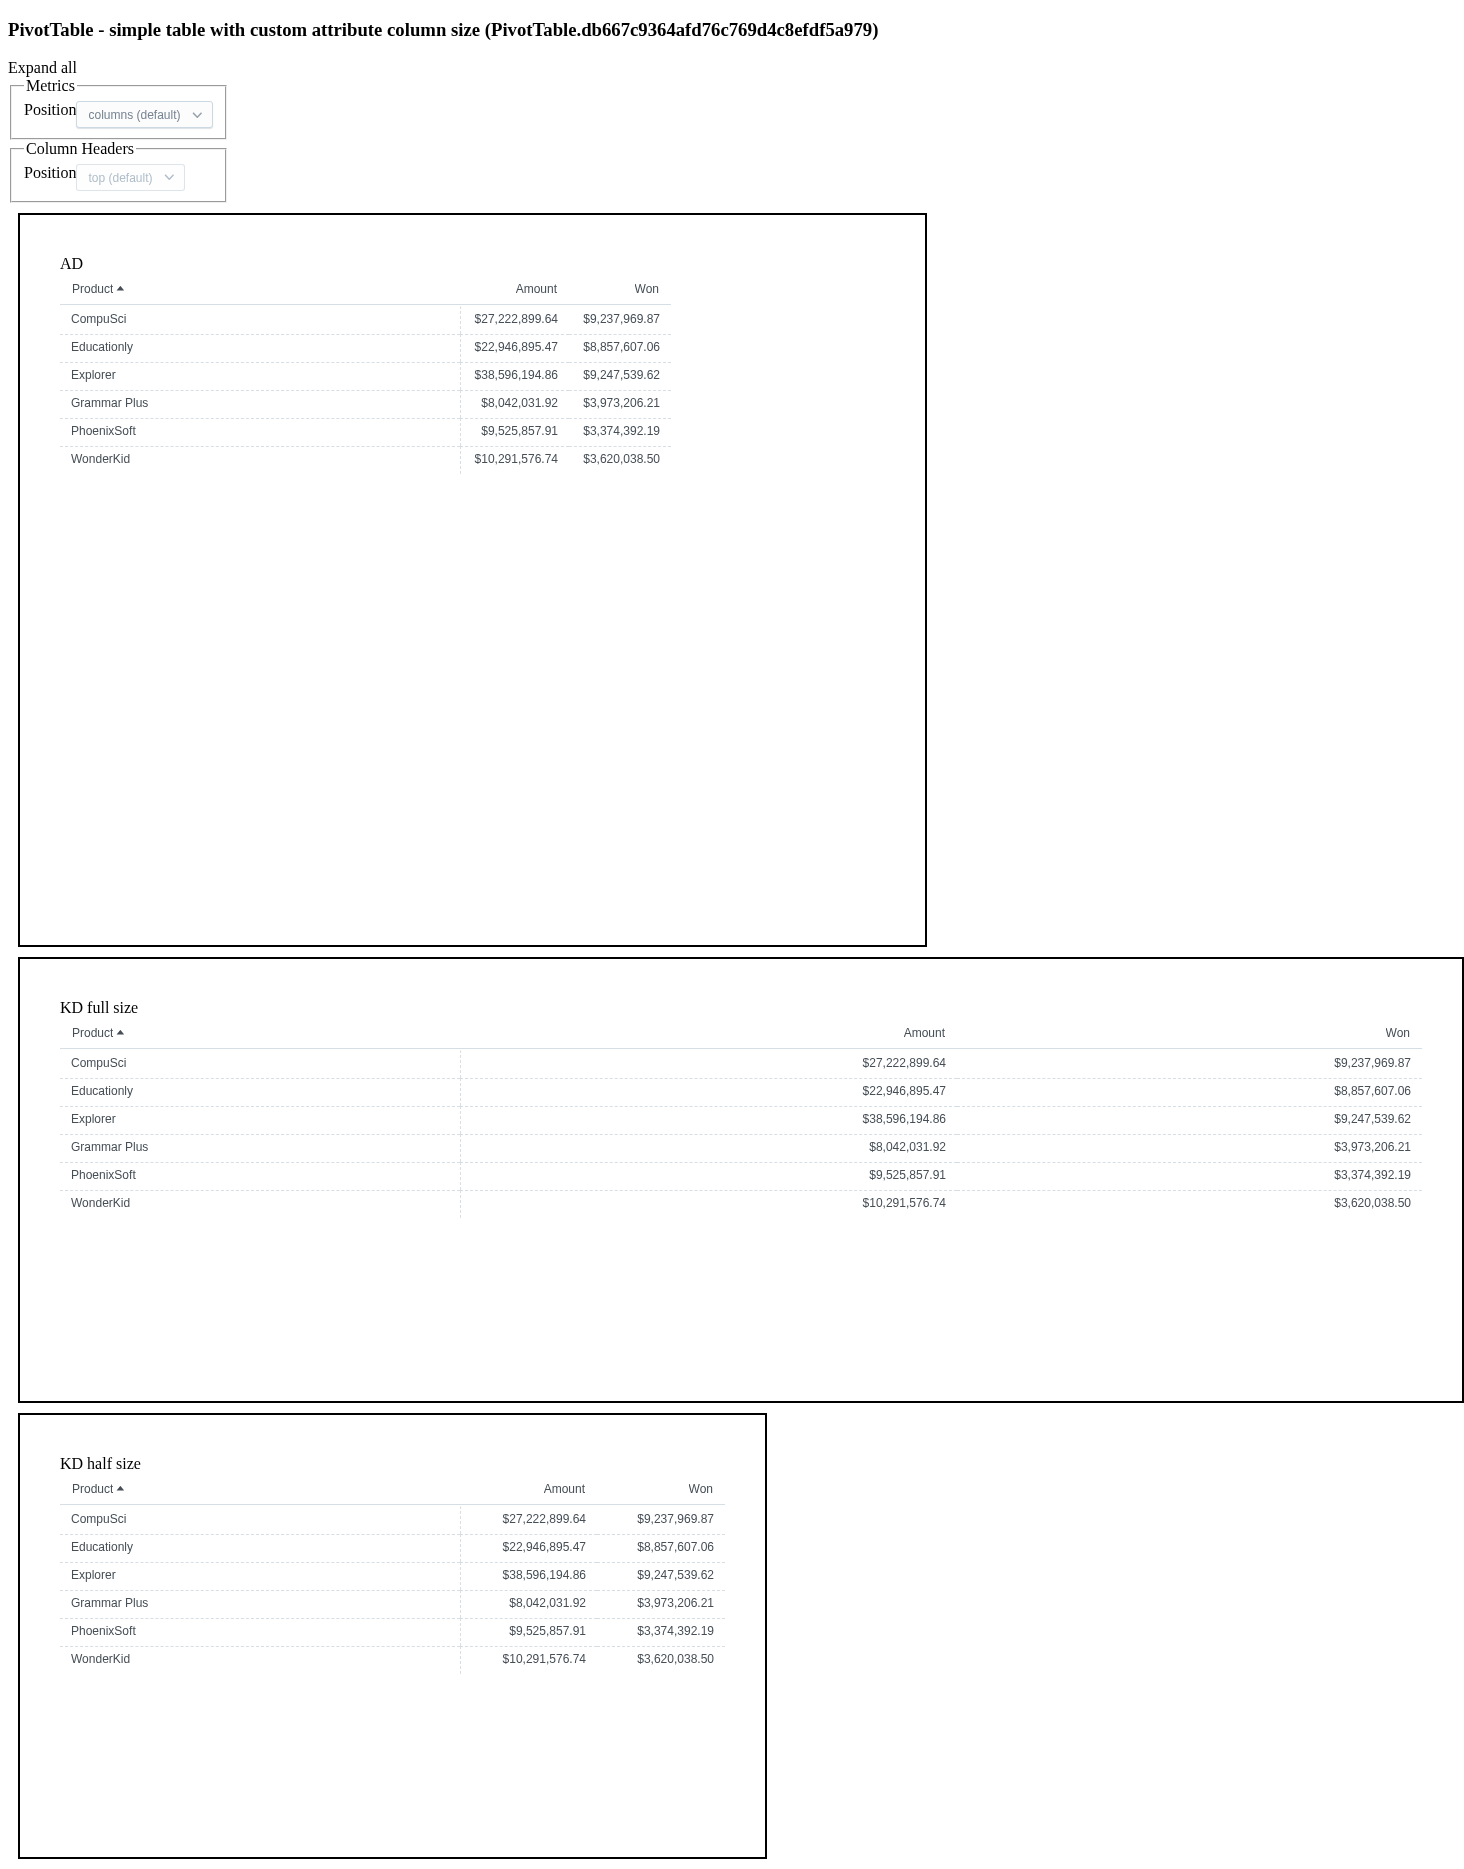 PivotTable - simple table with custom attribute column size (PivotTable.db667c9364afd76c769d4c8efdf5a979)
Expand all
Metrics
Position columns (default)
Column Headers
Position top (default)
AD
Product Amount Won
CompuSci $27,222,899.64 $9,237,969.87
Educationly $22,946,895.47 $8,857,607.06
Explorer $38,596,194.86 $9,247,539.62
Grammar Plus $8,042,031.92 $3,973,206.21
PhoenixSoft $9,525,857.91 $3,374,392.19
WonderKid $10,291,576.74 $3,620,038.50
KD full size
Product Amount Won
CompuSci $27,222,899.64 $9,237,969.87
Educationly $22,946,895.47 $8,857,607.06
Explorer $38,596,194.86 $9,247,539.62
Grammar Plus $8,042,031.92 $3,973,206.21
PhoenixSoft $9,525,857.91 $3,374,392.19
WonderKid $10,291,576.74 $3,620,038.50
KD half size
Product Amount Won
CompuSci $27,222,899.64 $9,237,969.87
Educationly $22,946,895.47 $8,857,607.06
Explorer $38,596,194.86 $9,247,539.62
Grammar Plus $8,042,031.92 $3,973,206.21
PhoenixSoft $9,525,857.91 $3,374,392.19
WonderKid $10,291,576.74 $3,620,038.50